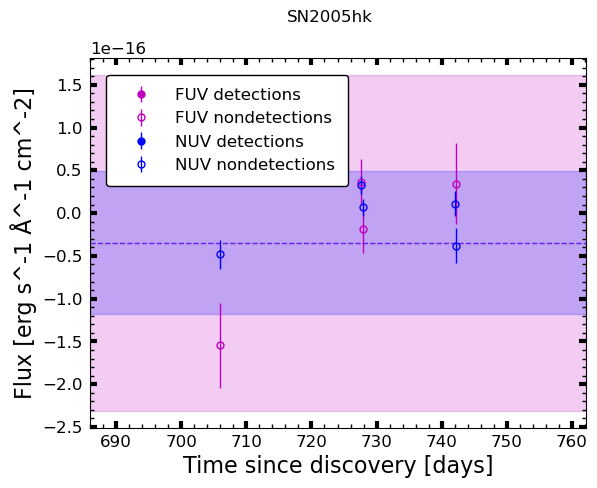 SN2005hk
1e−16
FUV detections
FUV nondetections
NUV detections
NUV nondetections
1.5
1.0
0.5
0.0
−0.5
−1.0
−1.5
−2.0
−2.5
Flux [erg s^-1 Å^-1 cm^-2]
690 700 710 720 730 740 750 760
Time since discovery [days]